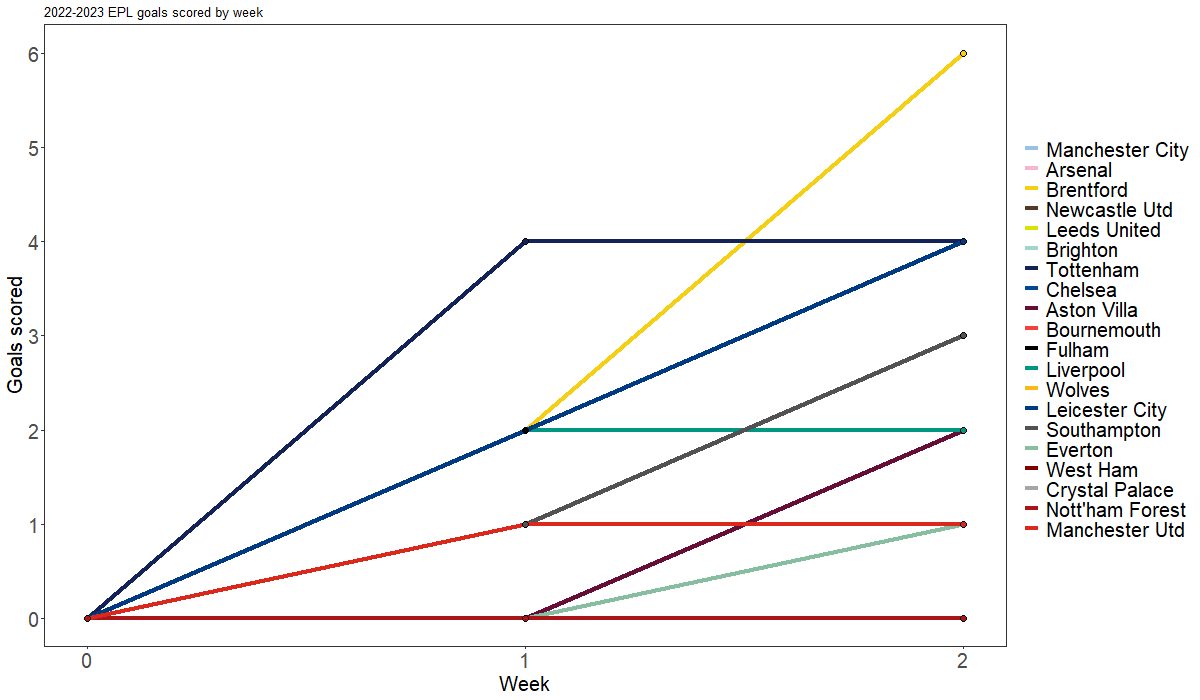 2022-2023 EPL goals scored by week
6
5
4
3
2
1
0
Goals scored
0 1 2
Week
Manchester City
Arsenal
Brentford
Newcastle Utd
Leeds United
Brighton
Tottenham
Chelsea
Aston Villa
Bournemouth
Fulham
Liverpool
Wolves
Leicester City
Southampton
Everton
West Ham
Crystal Palace
Nott'ham Forest
Manchester Utd